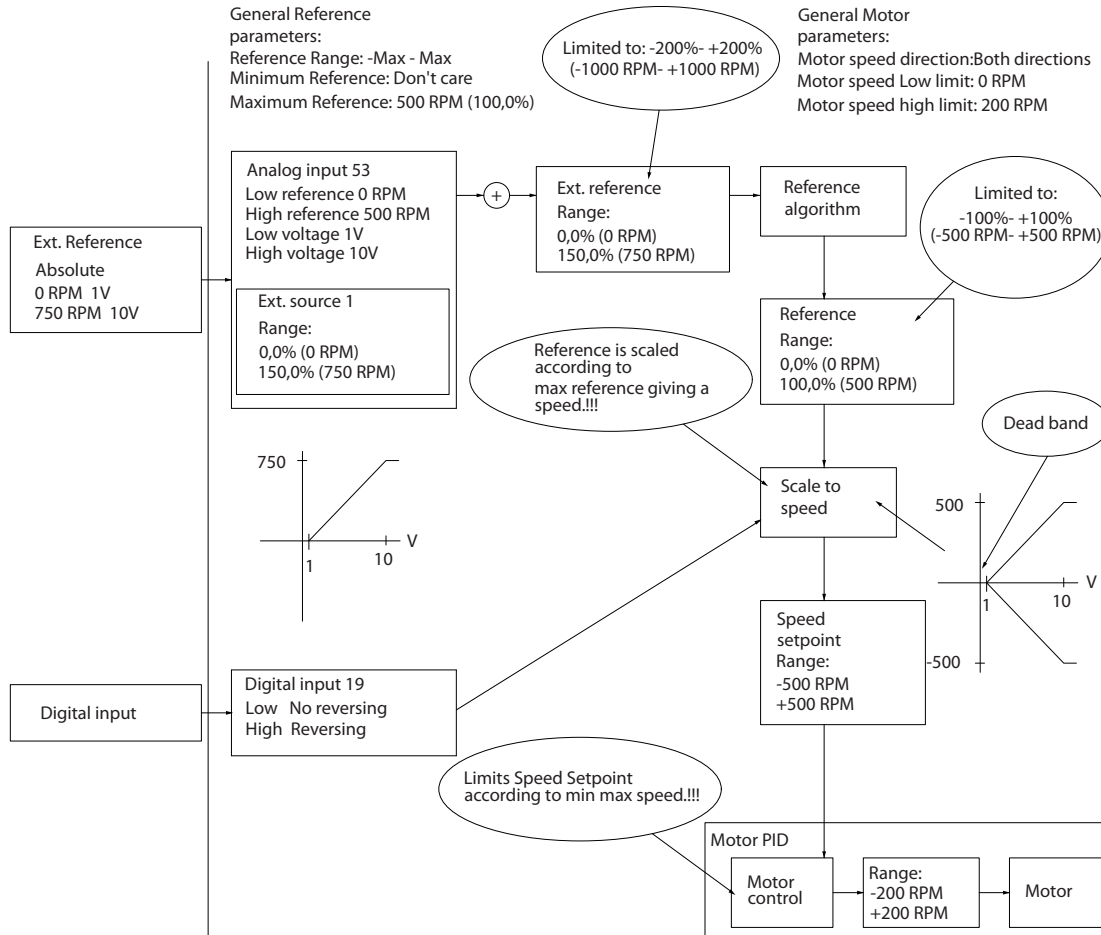 General Reference
parameters:
Reference Range: -Max - Max
Minimum Reference: Don't care
Maximum Reference: 500 RPM (100,0%)
Limited to: -200%- +200%
(-1000 RPM- +1000 RPM)
General Motor
parameters:
Motor speed direction:Both directions
Motor speed Low limit: 0 RPM
Motor speed high limit: 200 RPM
Ext. Reference
Absolute
0 RPM 1V
750 RPM 10V
Analog input 53
Low reference 0 RPM
High reference 500 RPM
Low voltage 1V
High voltage 10V
Ext. source 1
Range:
0,0% (0 RPM)
150,0% (750 RPM)
+
Ext. reference
Range:
0,0% (0 RPM)
150,0% (750 RPM)
Reference
algorithm
Limited to:
-100%- +100%
(-500 RPM- +500 RPM)
Reference
Range:
0,0% (0 RPM)
100,0% (500 RPM)
Reference is scaled
according to
max reference giving a
speed.!!!
Dead band
750
1
10
V
Scale to
speed
500
1
10
V
-500
Speed
setpoint
Range:
-500 RPM
+500 RPM
Digital input
Digital input 19
Low No reversing
High Reversing
Limits Speed Setpoint
according to min max speed.!!!
Motor PID
Motor
control
Range:
-200 RPM
+200 RPM
Motor